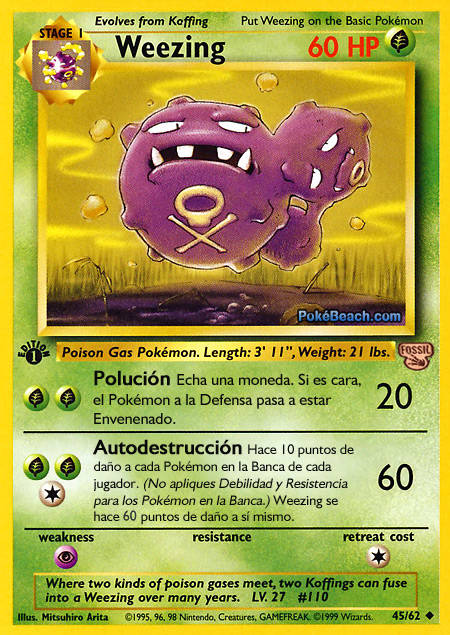 Evolves from Koffing Put Weezing on the Basic Pokémon
STAGE 1
Weezing 60 HP
PokéBeach.com
EDITION 1
Poison Gas Pokémon. Length: 3' 11", Weight: 21 lbs.
FOSSIL
Polución Echa una moneda. Si es cara,
el Pokémon a la Defensa pasa a estar
Envenenado.
20
Autodestrucción Hace 10 puntos de
daño a cada Pokémon en la Banca de cada
jugador. (No apliques Debilidad y Resistencia
para los Pokémon en la Banca.) Weezing se
hace 60 puntos de daño a sí mismo.
60
weakness resistance retreat cost
Where two kinds of poison gases meet, two Koffings can fuse
into a Weezing over many years. LV. 27 #110
Illus. Mitsuhiro Arita ©1995, 96, 98 Nintendo, Creatures, GAMEFREAK. ©1999 Wizards. 45/62